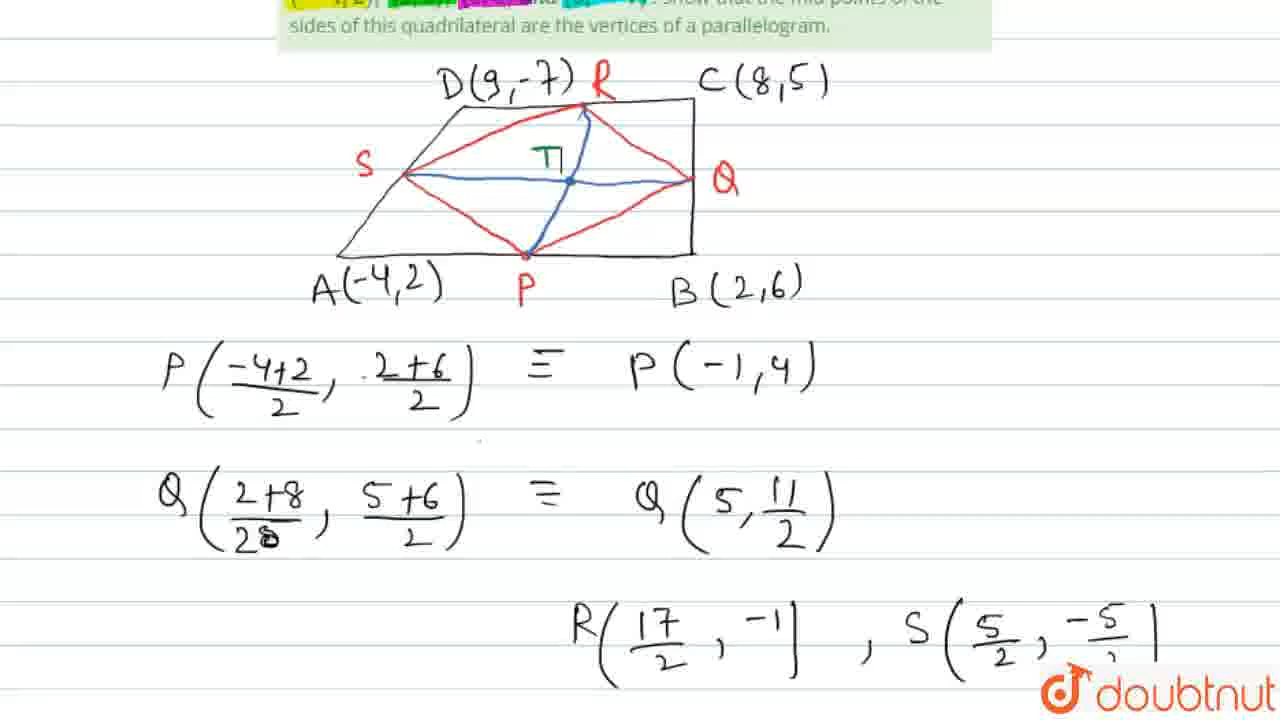 sides of this quadrilateral are the vertices of a parallelogram.
D(9,-7) R C(8,5)
S T Q
A(-4,2) P B(2,6)
P(-4+2/2, 2+6/2) ≡ P(-1,4)
Q(2+8/2, 5+6/2) ≡ Q(5,11/2)
R(17/2, -1) , S(5/2, -5/
doubtnut